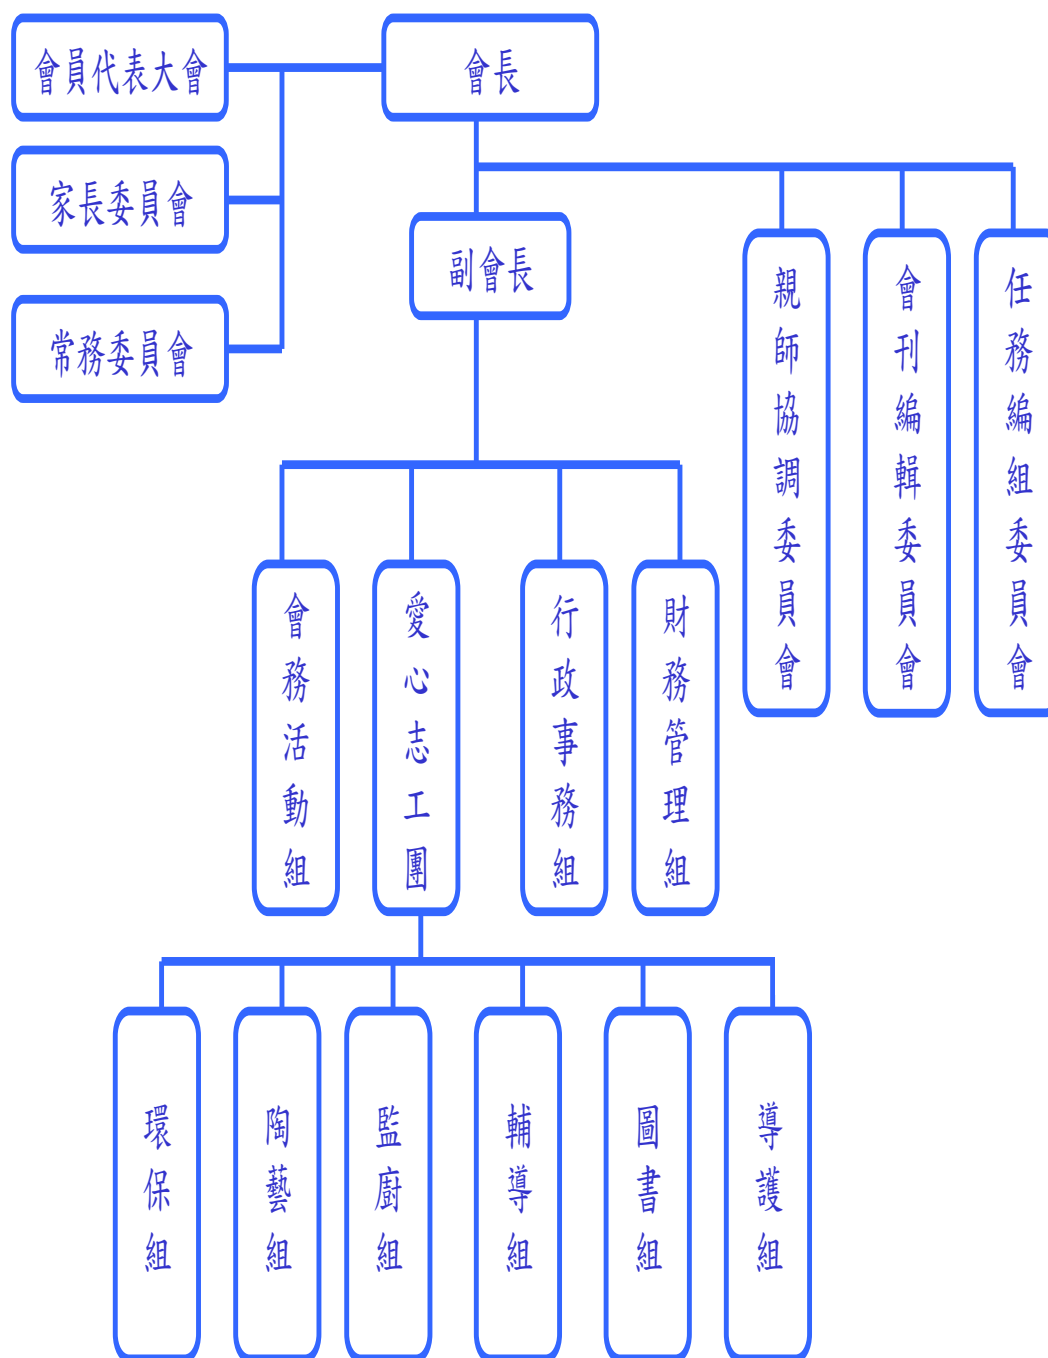 會員代表大會
會長
家長委員會
副會長
常務委員會
親師協調委員會
會刊編輯委員會
任務編組委員會
會務活動組
愛心志工團
行政事務組
財務管理組
環保組
陶藝組
監廚組
輔導組
圖書組
導護組